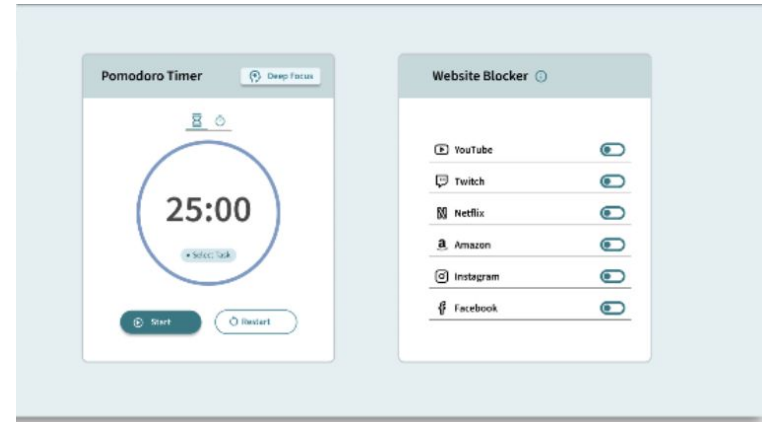 Pomodoro Timer
Deep Focus
25:00
• Select Task
Start
Restart
Website Blocker
YouTube
Twitch
Netflix
Amazon
Instagram
Facebook